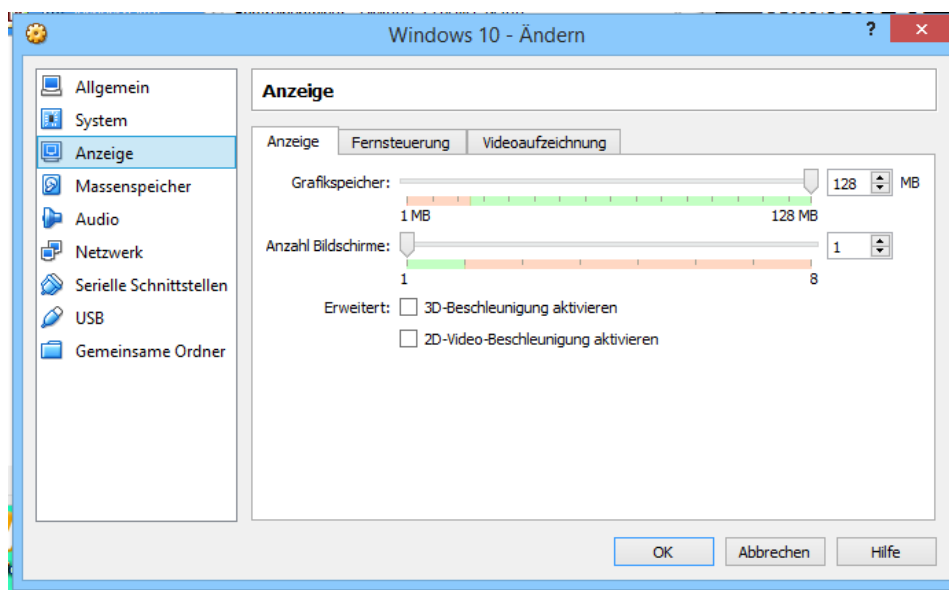 Windows 10 - Ändern
?
Allgemein
System
Anzeige
Massenspeicher
Audio
Netzwerk
Serielle Schnittstellen
USB
Gemeinsame Ordner
Anzeige
Anzeige Fernsteuerung Videoaufzeichnung
Grafikspeicher: 128 MB
1 MB 128 MB
Anzahl Bildschirme: 1
1 8
Erweitert: 3D-Beschleunigung aktivieren
2D-Video-Beschleunigung aktivieren
OK Abbrechen Hilfe